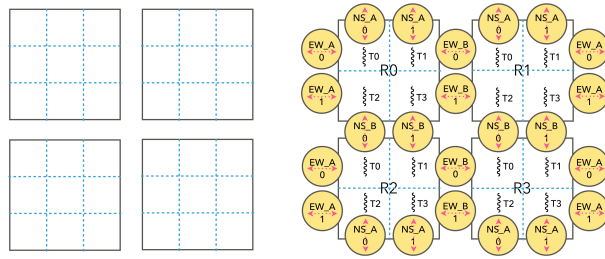 NS_A 0 NS_A 1 NS_A 0 NS_A 1
EW_A 0 T0 T1 EW_B 0 T0 T1 EW_A 0
R0 R1
EW_A 1 T2 T3 EW_B 1 T2 T3 EW_A 1
NS_B 0 NS_B 1 NS_B 0 NS_B 1
EW_A 0 T0 T1 EW_B 0 T0 T1 EW_A 0
R2 R3
EW_A 1 T2 T3 EW_B 1 T2 T3 EW_A 1
NS_A 0 NS_A 1 NS_A 0 NS_A 1